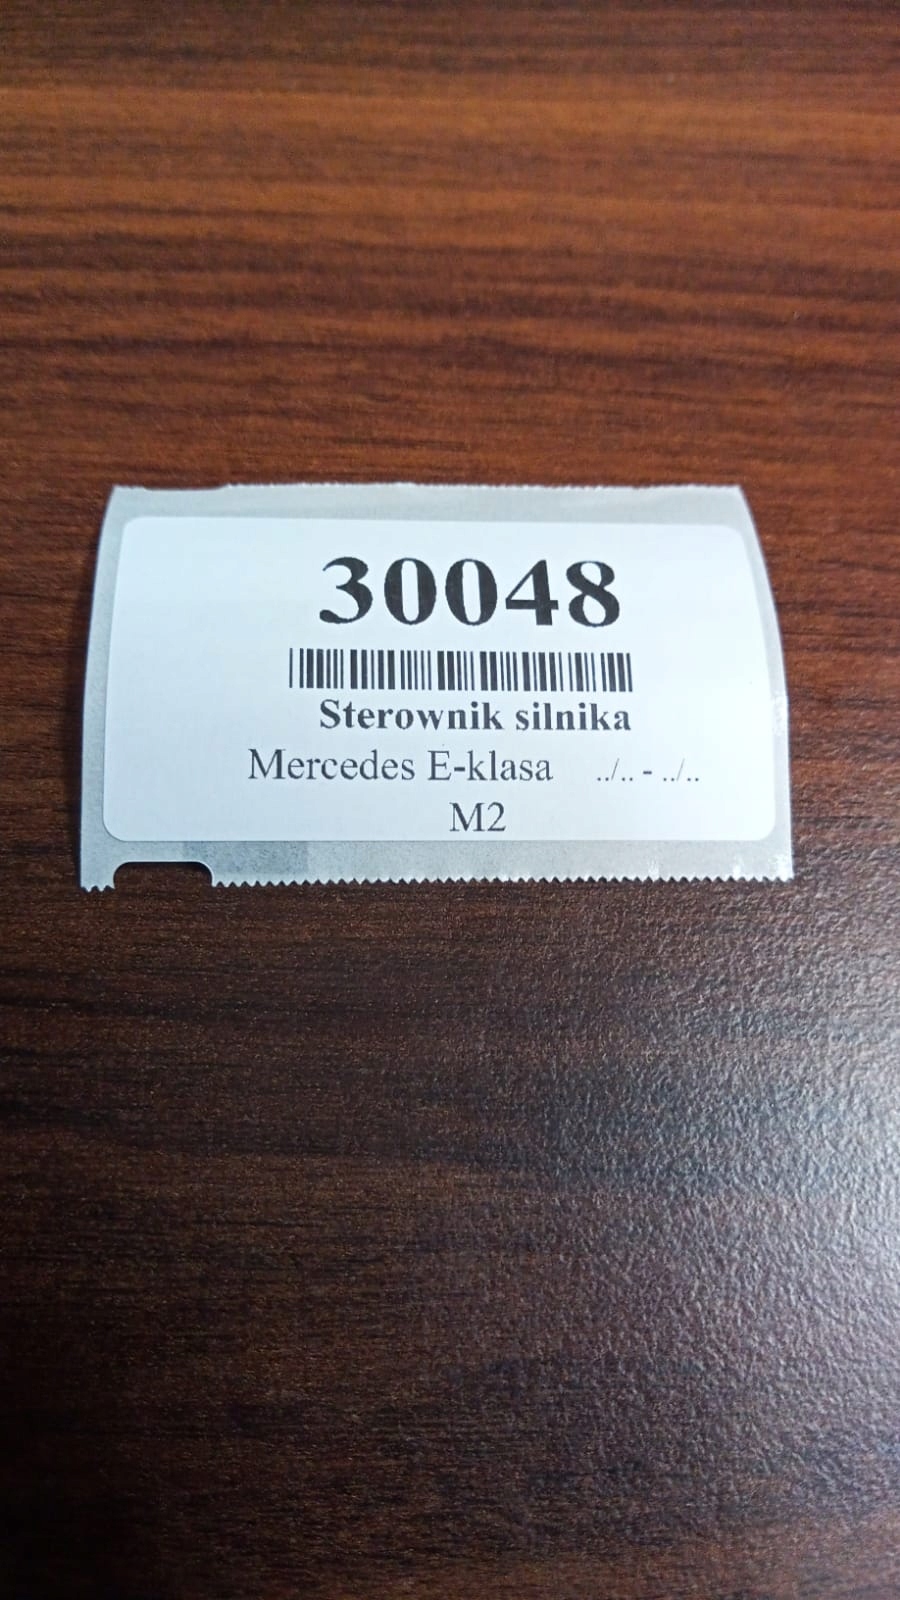 30048
Sterownik silnika
Mercedes E-klasa ../.. - ../..
M2